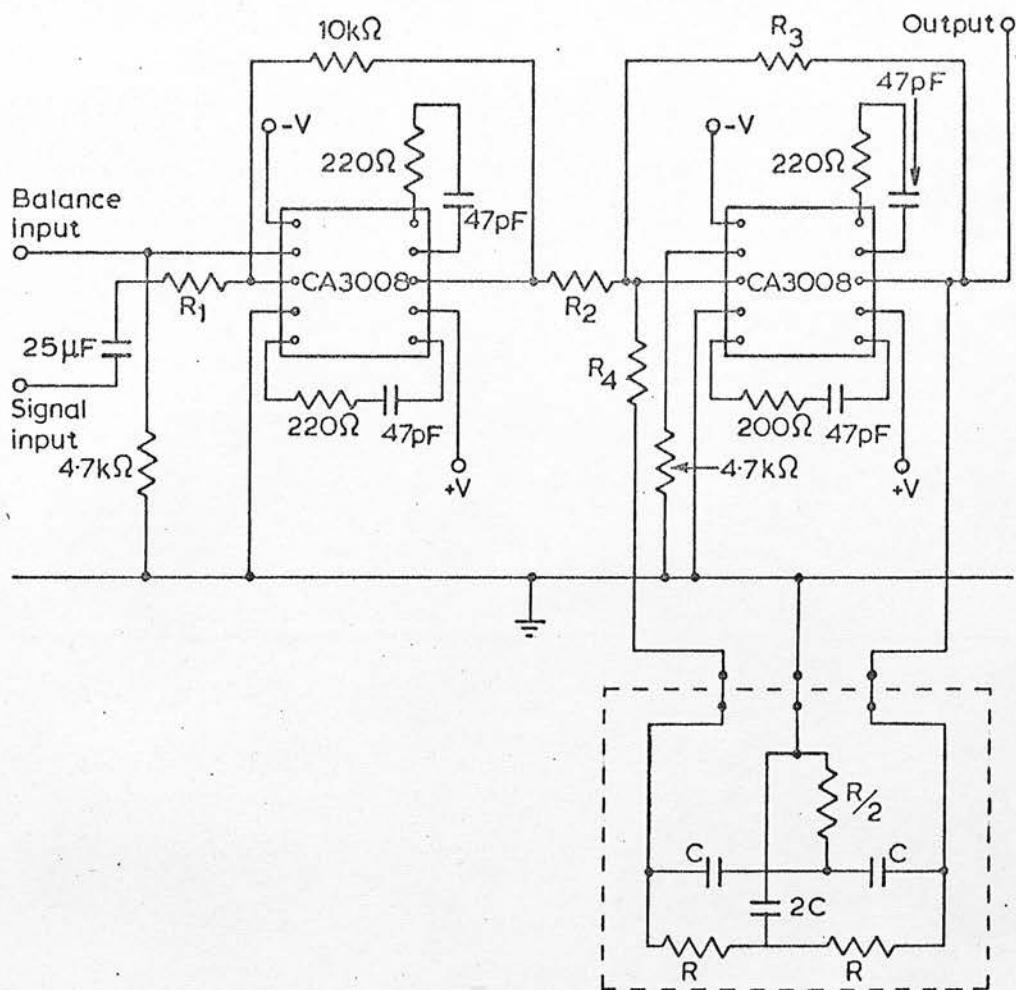 10kΩ
R3
Output
47pF
-V
-V
220Ω
220Ω
Balance
input
47pF
CA3008
CA3008
R1
R2
25μF
R4
Signal
input
220Ω
47pF
200Ω
47pF
4·7kΩ
4·7kΩ
+V
+V
R/2
C
C
2C
R
R